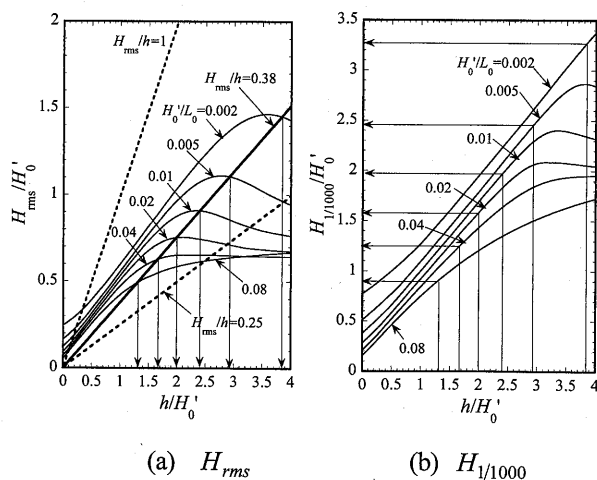 H_rms/h=1
H_rms/h=0.38
H_0'/L_0=0.002
0.005
0.01
0.02
0.04
0.08
H_rms/h=0.25
H_rms/H_0'
2
1.5
1
0.5
0
0 0.5 1 1.5 2 2.5 3 3.5 4
h/H_0'
(a) H_rms
H_0'/L_0=0.002
0.005
0.01
0.02
0.04
0.08
H_1/1000/H_0'
3.5
3
2.5
2
1.5
1
0.5
0
0 0.5 1 1.5 2 2.5 3 3.5 4
h/H_0'
(b) H_1/1000